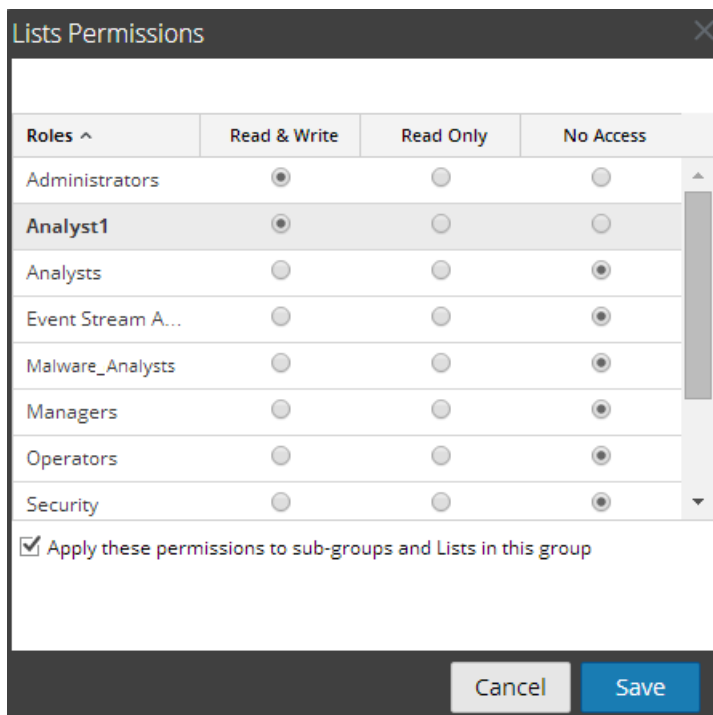 Lists Permissions
Roles Read & Write Read Only No Access
Administrators
Analyst1
Analysts
Event Stream A...
Malware_Analysts
Managers
Operators
Security
Apply these permissions to sub-groups and Lists in this group
Cancel Save